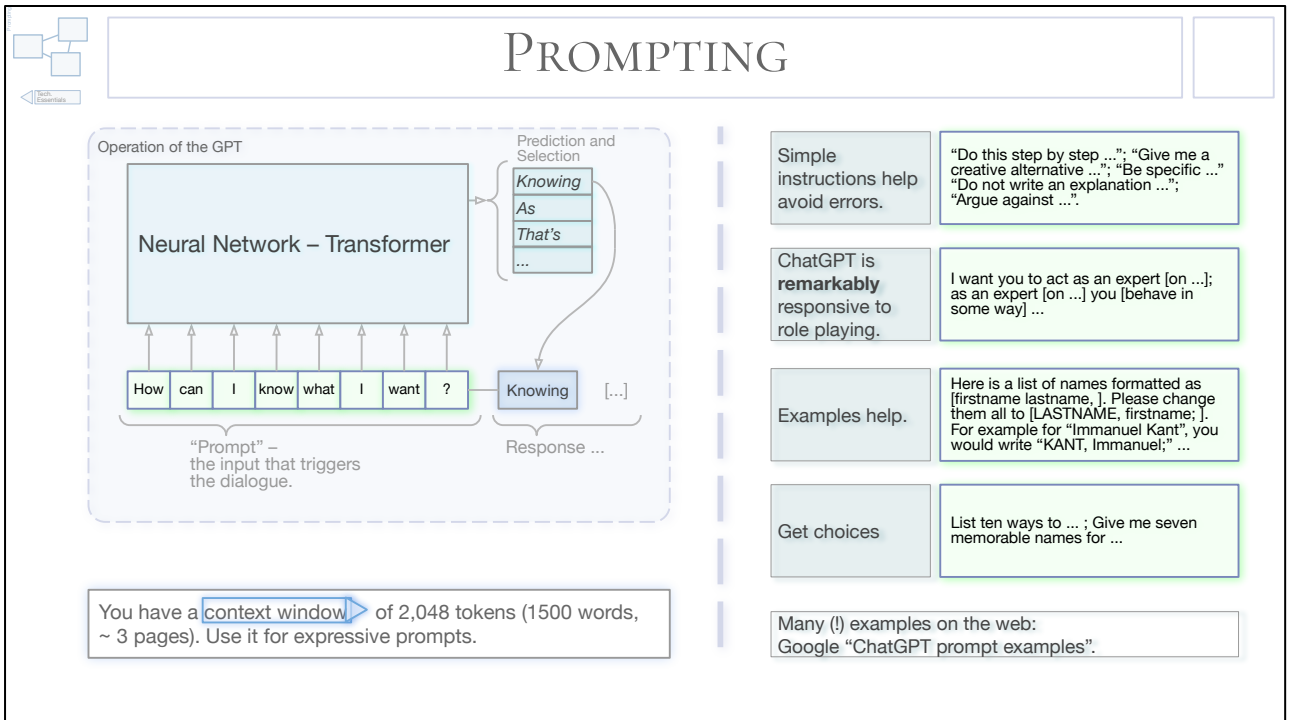 PROMPTING
Tech.
Essentials
Operation of the GPT
Prediction and
Selection
Neural Network – Transformer
Knowing
As
That's
...
How can I know what I want ?
Knowing
[...]
“Prompt” –
the input that triggers
the dialogue.
Response ...
You have a context window of 2,048 tokens (1500 words,
~ 3 pages). Use it for expressive prompts.
Simple
instructions help
avoid errors.
“Do this step by step ...”; “Give me a
creative alternative ...”; “Be specific ...”
“Do not write an explanation ...”;
“Argue against ...”.
ChatGPT is
remarkably
responsive to
role playing.
I want you to act as an expert [on ...];
as an expert [on ...] you [behave in
some way] ...
Examples help.
Here is a list of names formatted as
[firstname lastname, ]. Please change
them all to [LASTNAME, firstname; ].
For example for “Immanuel Kant”, you
would write “KANT, Immanuel;” ...
Get choices
List ten ways to ... ; Give me seven
memorable names for ...
Many (!) examples on the web:
Google “ChatGPT prompt examples”.